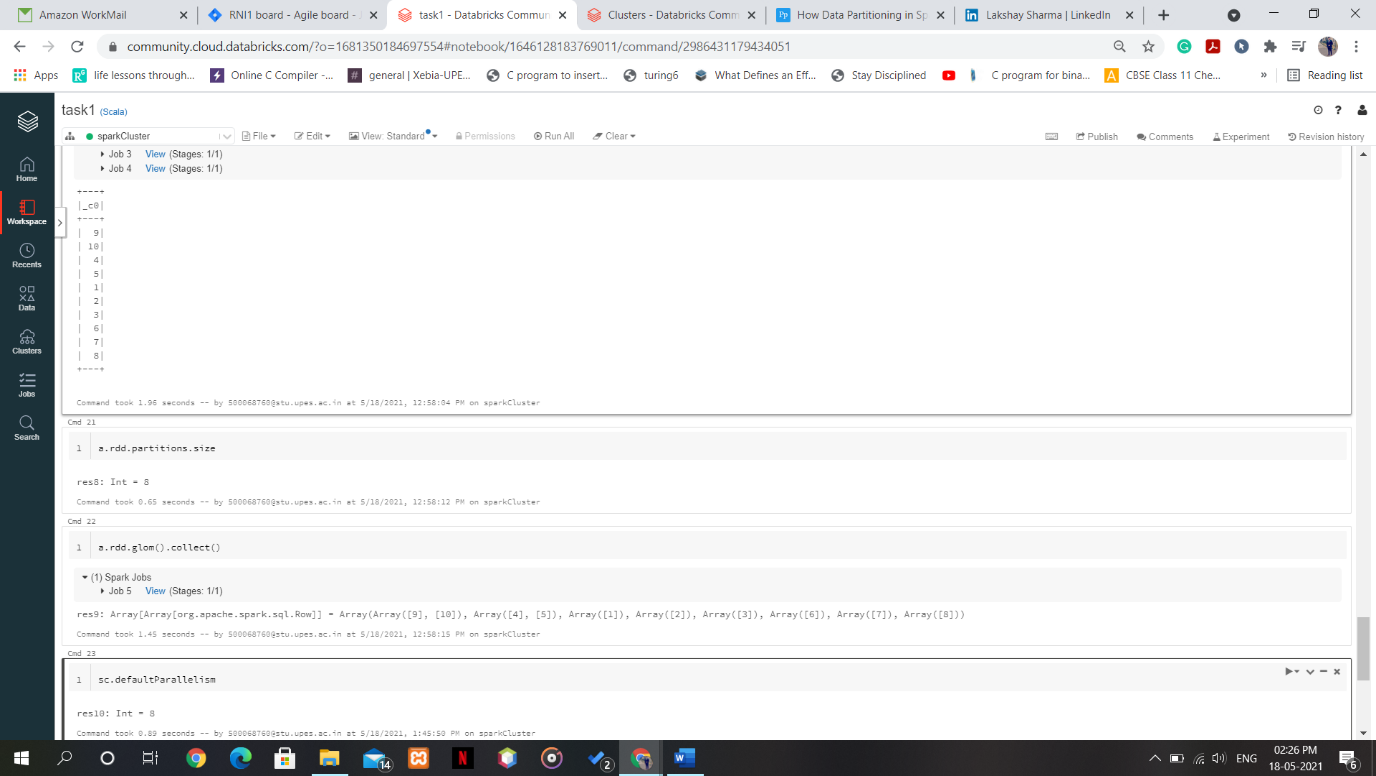 Amazon WorkMail
RNI1 board - Agile board -
task1 - Databricks Commun
Clusters - Databricks Comm
How Data Partitioning in Sp
Lakshay Sharma | LinkedIn
community.cloud.databricks.com/?o=1681350184697554#notebook/1646128183769011/command/2986431179434051
Apps
life lessons through...
Online C Compiler -...
general | Xebia-UPE...
C program to insert...
turing6
What Defines an Eff...
Stay Disciplined
C program for bina...
CBSE Class 11 Che...
»
Reading list
task1 (Scala)
sparkCluster
File
Edit
View: Standard
Permissions
Run All
Clear
Publish
Comments
Experiment
Revision history
Home
Workspace
Recents
Data
Clusters
Jobs
Search
Job 3 View (Stages: 1/1)
Job 4 View (Stages: 1/1)
+----+
|_c0|
+----+
|  9|
| 10|
|  4|
|  5|
|  1|
|  2|
|  3|
|  6|
|  7|
|  8|
+----+
Command took 1.96 seconds -- by 500068760@stu.upes.ac.in at 5/18/2021, 12:58:04 PM on sparkCluster
Cmd 21
1 a.rdd.partitions.size
res8: Int = 8
Command took 0.65 seconds -- by 500068760@stu.upes.ac.in at 5/18/2021, 12:58:12 PM on sparkCluster
Cmd 22
1 a.rdd.glom().collect()
(1) Spark Jobs
Job 5 View (Stages: 1/1)
res9: Array[Array[org.apache.spark.sql.Row]] = Array(Array([9], [10]), Array([4], [5]), Array([1]), Array([2]), Array([3]), Array([6]), Array([7]), Array([8]))
Command took 1.45 seconds -- by 500068760@stu.upes.ac.in at 5/18/2021, 12:58:15 PM on sparkCluster
Cmd 23
1 sc.defaultParallelism
res10: Int = 8
Command took 0.89 seconds -- by 500068760@stu.upes.ac.in at 5/18/2021, 1:45:50 PM on sparkCluster
14
2
ENG
02:26 PM
18-05-2021
6